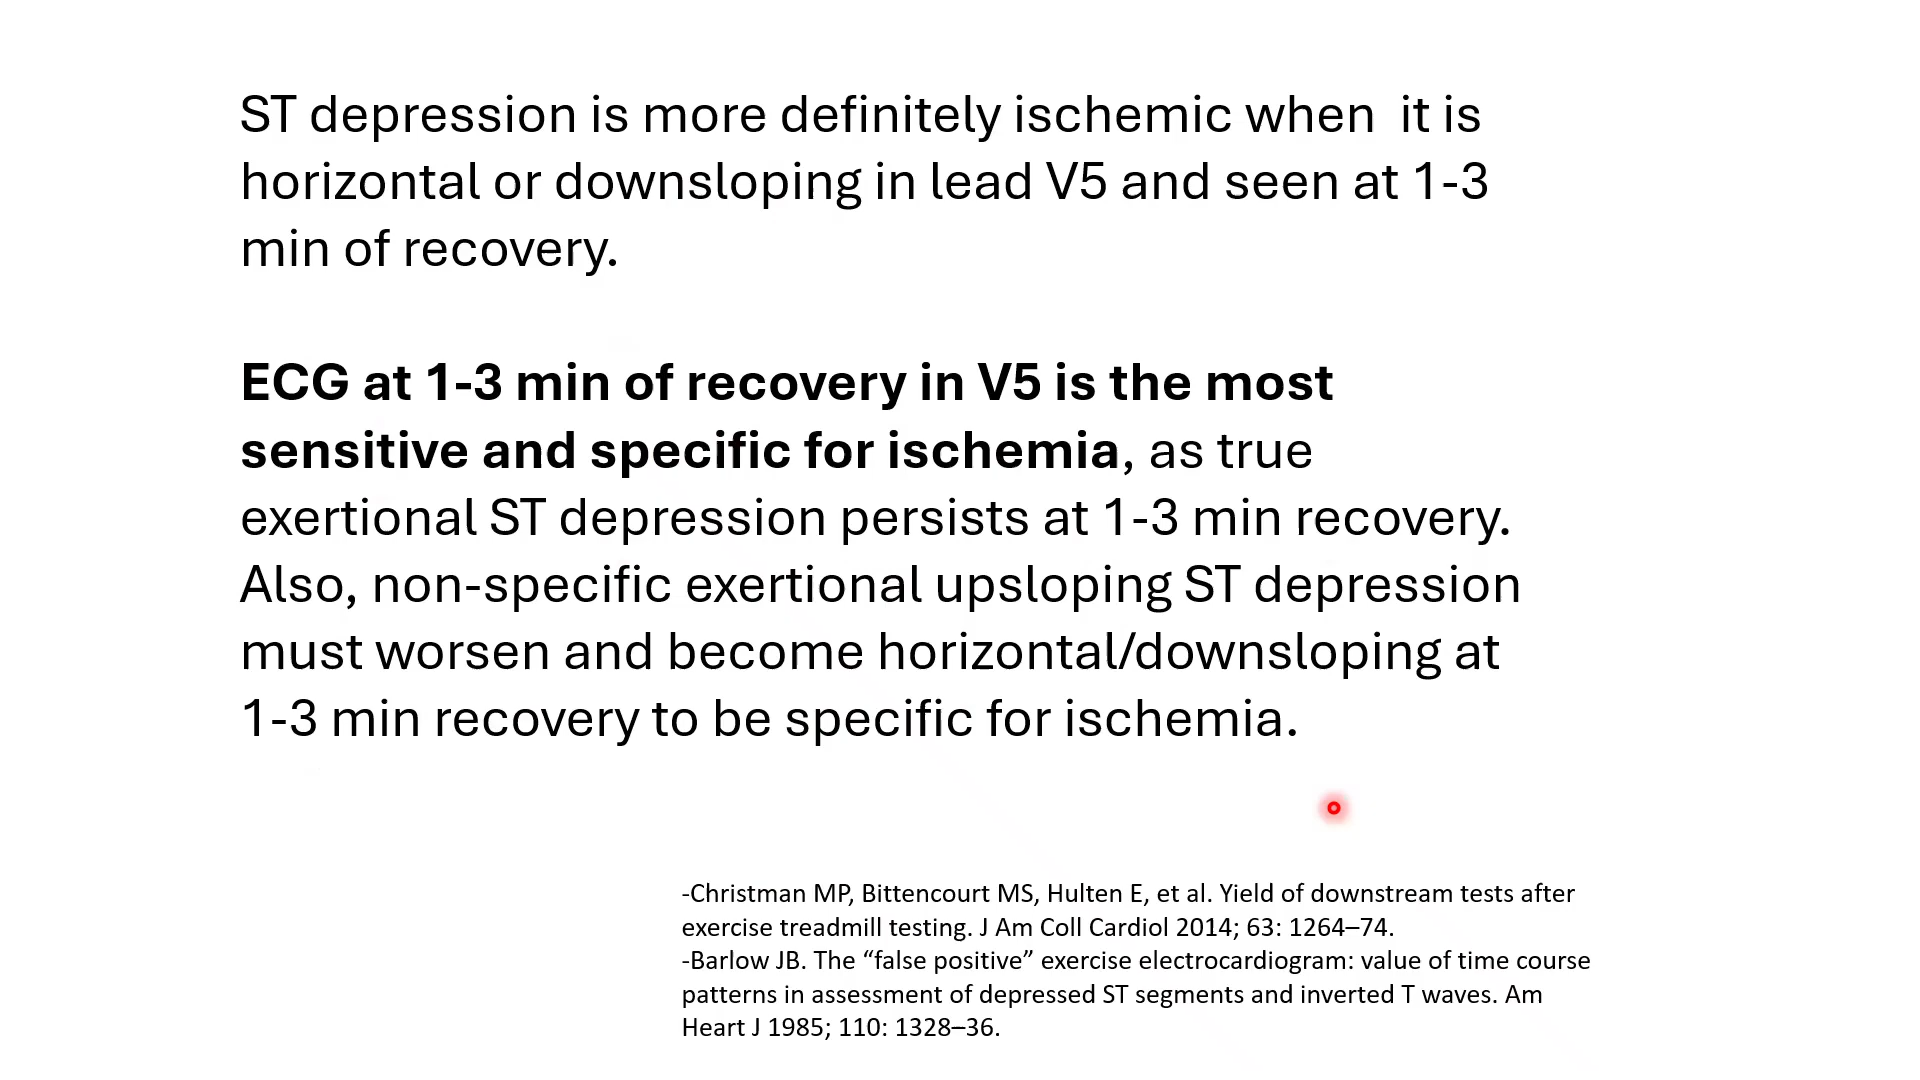 ST depression is more definitely ischemic when  it is
horizontal or downsloping in lead V5 and seen at 1-3
min of recovery.
ECG at 1-3 min of recovery in V5 is the most
sensitive and specific for ischemia, as true
exertional ST depression persists at 1-3 min recovery.
Also, non-specific exertional upsloping ST depression
must worsen and become horizontal/downsloping at
1-3 min recovery to be specific for ischemia.
-Christman MP, Bittencourt MS, Hulten E, et al. Yield of downstream tests after
exercise treadmill testing. J Am Coll Cardiol 2014; 63: 1264–74.
-Barlow JB. The “false positive” exercise electrocardiogram: value of time course
patterns in assessment of depressed ST segments and inverted T waves. Am
Heart J 1985; 110: 1328–36.